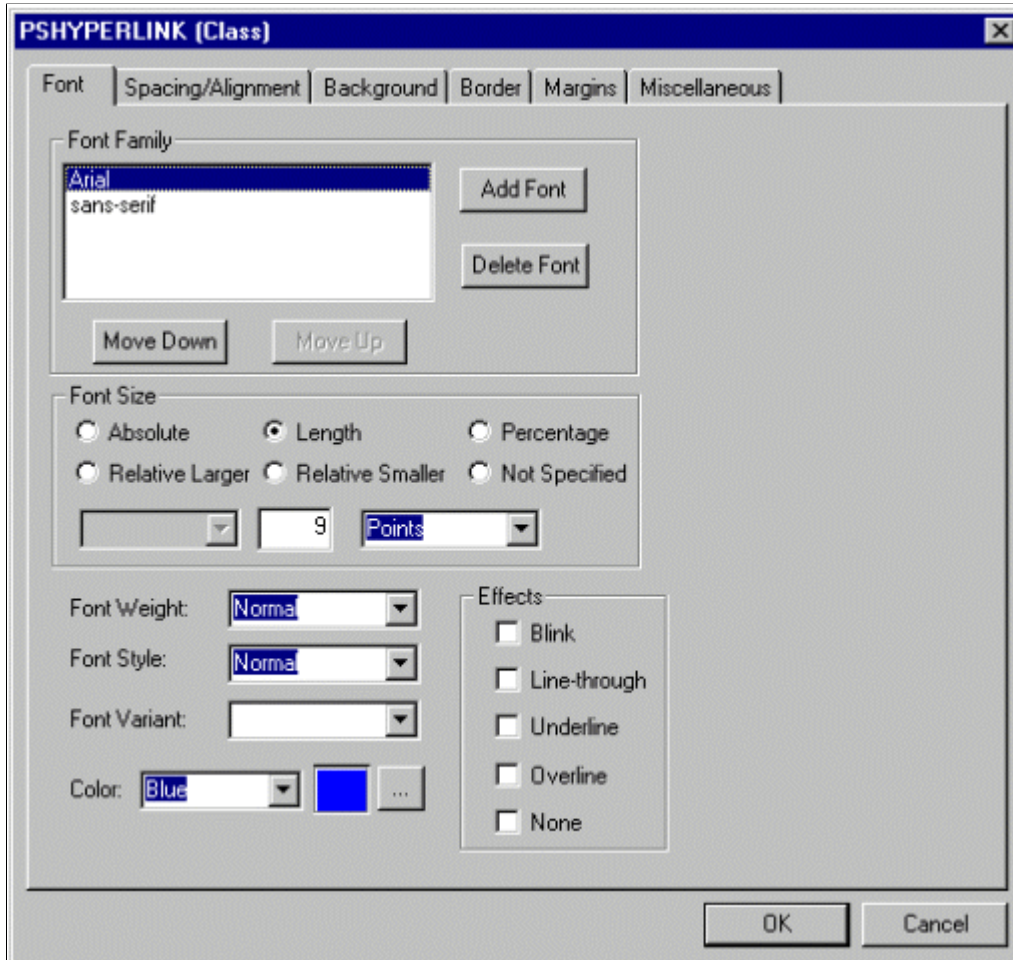 PSHYPERLINK (Class)
Font Spacing/Alignment Background Border Margins Miscellaneous
Font Family
Arial
sans-serif
Add Font
Delete Font
Move Down Move Up
Font Size
Absolute Length Percentage
Relative Larger Relative Smaller Not Specified
9 Points
Font Weight: Normal
Font Style: Normal
Font Variant:
Color: Blue ...
Effects
Blink
Line-through
Underline
Overline
None
OK Cancel